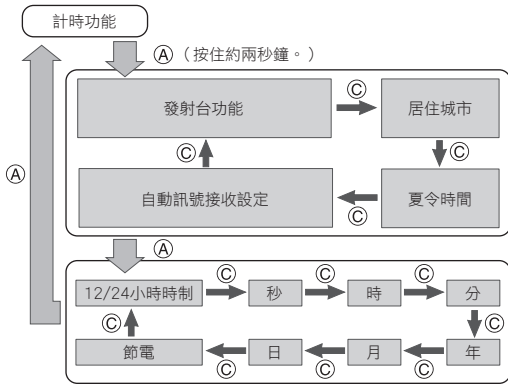 計時功能
Ⓐ（按住約兩秒鐘。）
發射台功能 Ⓒ 居住城市
Ⓒ Ⓒ
Ⓐ
自動訊號接收設定 Ⓒ 夏令時間
Ⓐ
12/24小時時制 Ⓒ 秒 Ⓒ 時 Ⓒ 分
Ⓒ Ⓒ
節電 Ⓒ 日 Ⓒ 月 Ⓒ 年